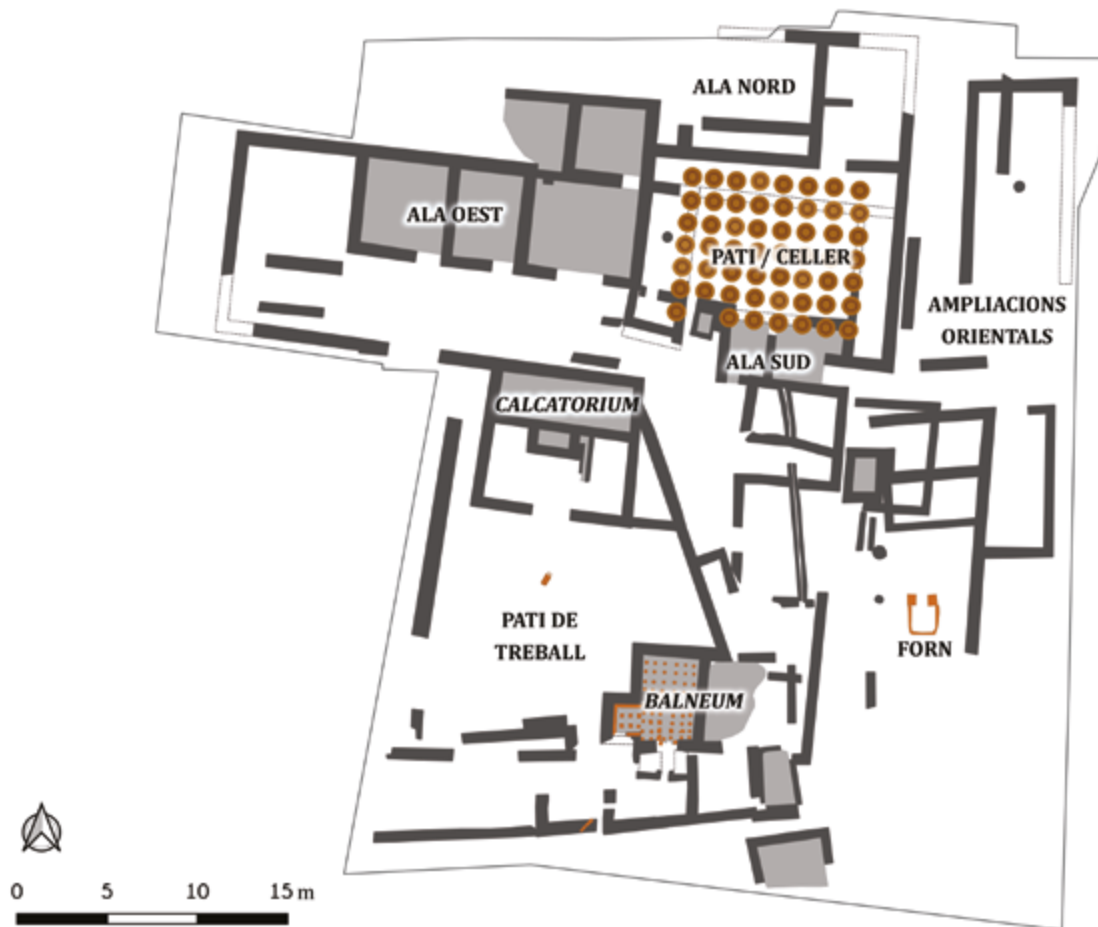 ALA NORD
ALA OEST
PATI / CELLER
AMPLIACIONS
ORIENTALS
ALA SUD
CALCATORIUM
PATI DE
TREBALL
FORN
BALNEUM
0 5 10 15 m